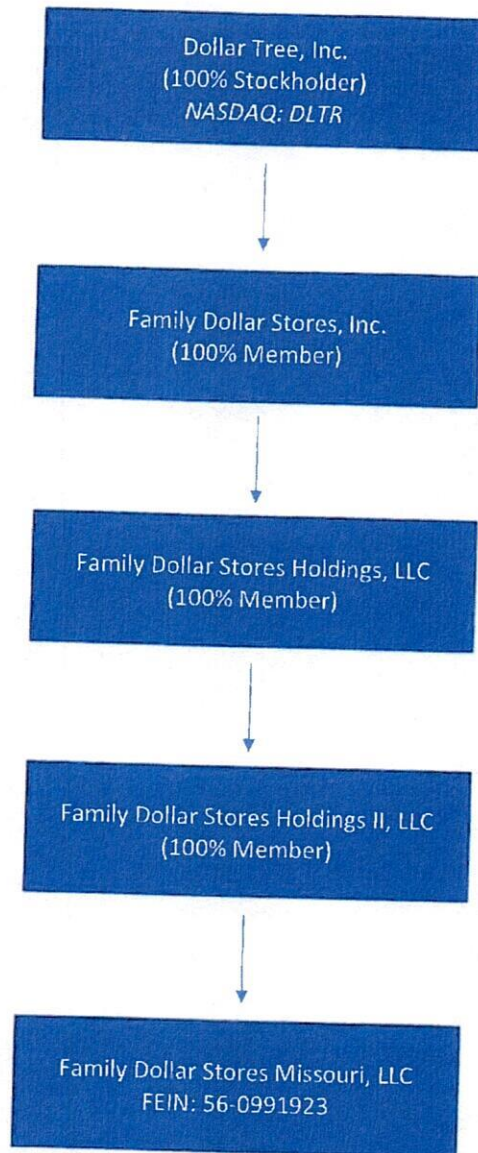 Dollar Tree, Inc.
(100% Stockholder)
NASDAQ: DLTR
Family Dollar Stores, Inc.
(100% Member)
Family Dollar Stores Holdings, LLC
(100% Member)
Family Dollar Stores Holdings II, LLC
(100% Member)
Family Dollar Stores Missouri, LLC
FEIN: 56-0991923